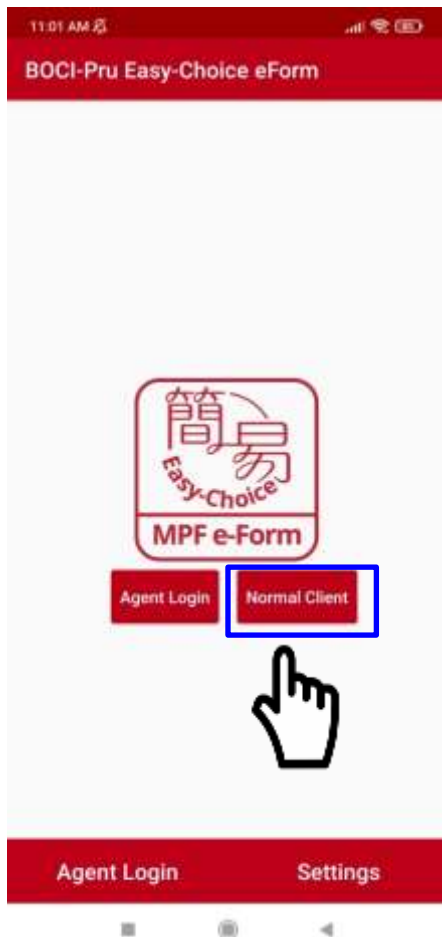 11:01 AM
BOCI-Pru Easy-Choice eForm
簡易
Easy-Choice
MPF e-Form
Agent Login Normal Client
Agent Login Settings